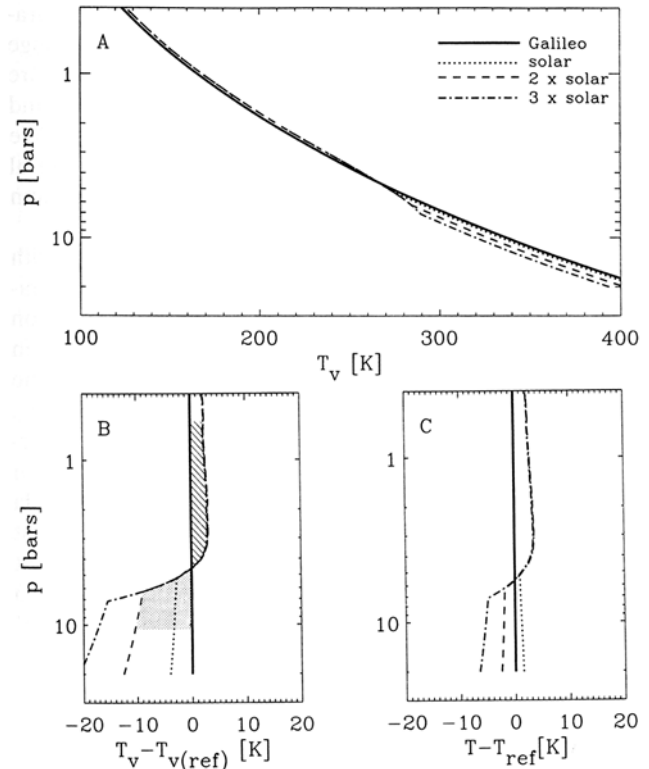 A
Galileo
solar
2 x solar
3 x solar
1
10
p [bars]
100
200
300
400
T_v [K]
B
1
10
p [bars]
-20
-10
0
10
20
T_v-T_v(ref) [K]
C
1
10
-20
-10
0
10
20
T-T_ref[K]